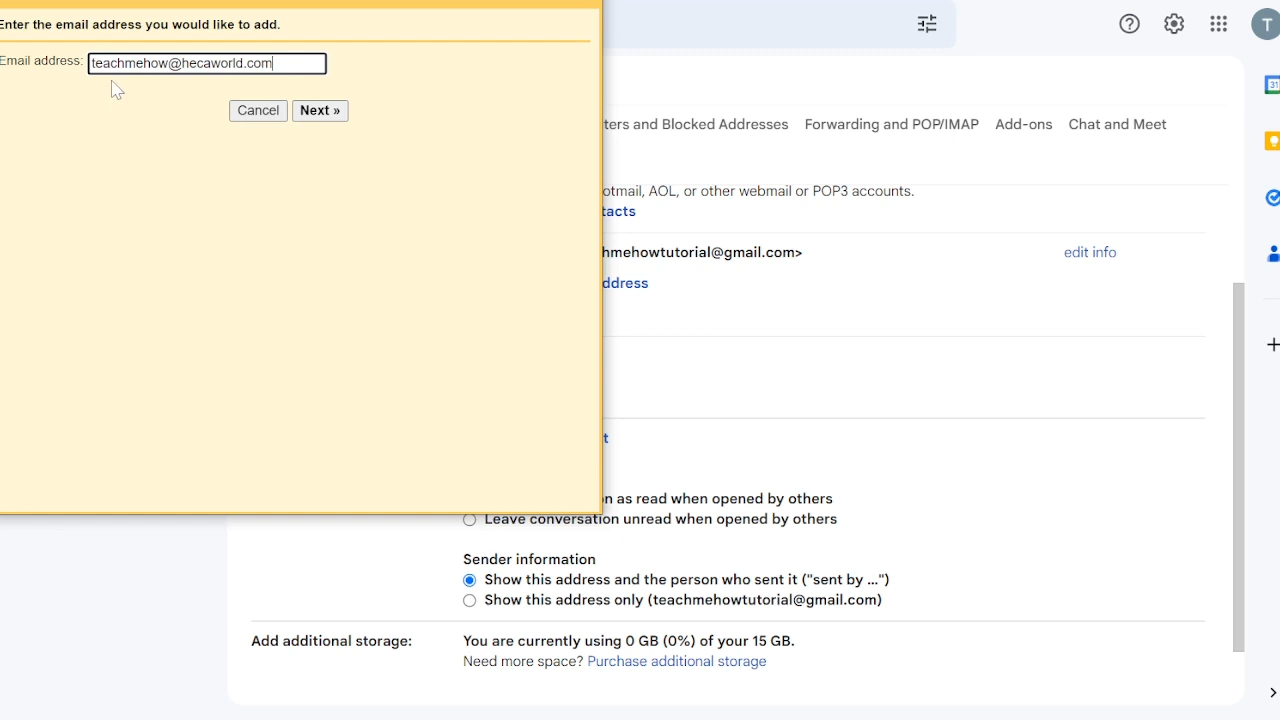 Enter the email address you would like to add.
Email address: teachmehow@hecaworld.com
Cancel Next »
T
31
ters and Blocked Addresses Forwarding and POP/IMAP Add-ons Chat and Meet
otmail, AOL, or other webmail or POP3 accounts.
tacts
hmehowtutorial@gmail.com> edit info
ddress
t
n as read when opened by others
Leave conversation unread when opened by others
Sender information
Show this address and the person who sent it ("sent by ...")
Show this address only (teachmehowtutorial@gmail.com)
Add additional storage: You are currently using 0 GB (0%) of your 15 GB.
Need more space? Purchase additional storage